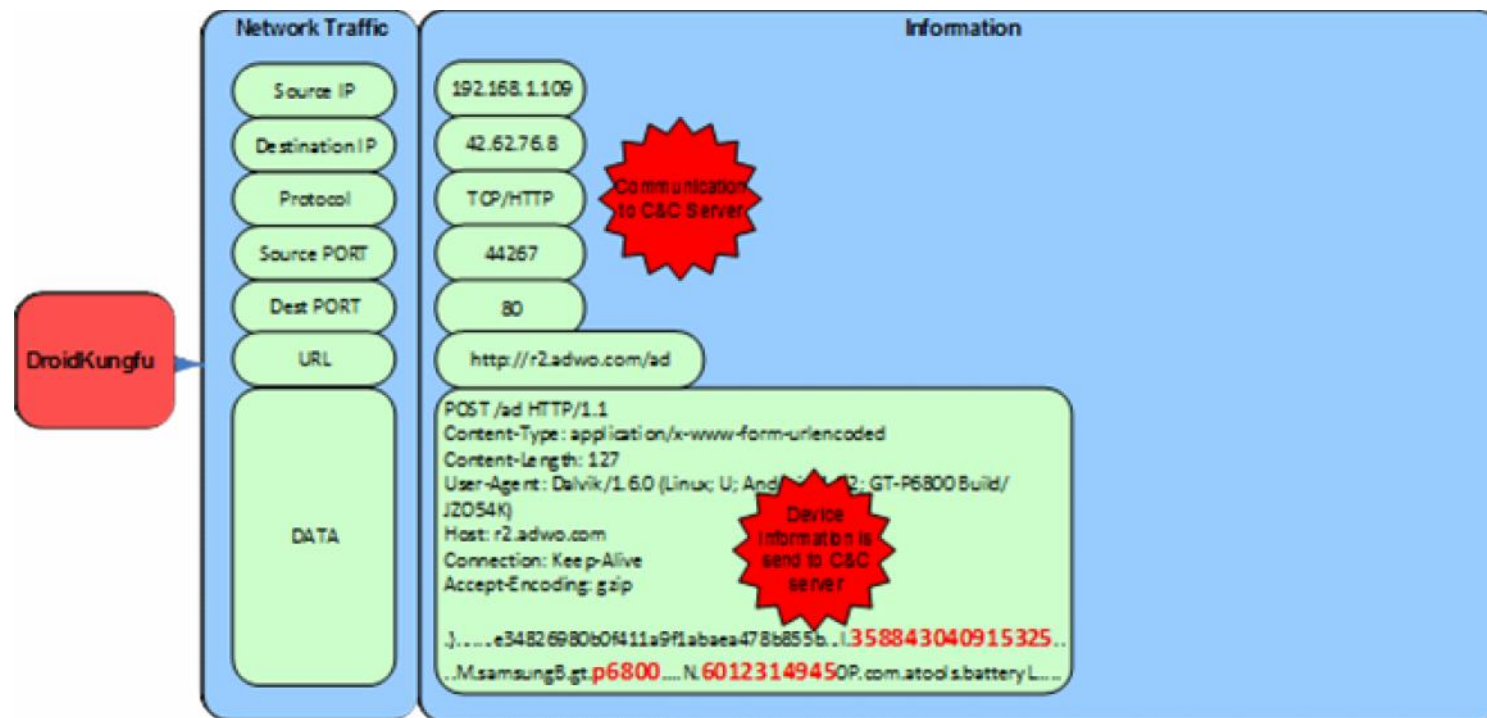 Network Traffic
Information
Source IP
192.168.1.109
Destination IP
42.62.76.8
Protocol
TCP/HTTP
Communication
to C&C Server
Source PORT
44267
Dest PORT
80
DroidKungfu
URL
http://r2.adwo.com/ad
DATA
POST /ad HTTP/1.1
Content-Type: application/x-www-form-urlencoded
Content-Length: 127
User-Agent: Dalvik/1.6.0 (Linux; U; GT-P6800 Build/
JZO54K)
Host: r2.adwo.com
Connection: Keep-Alive
Accept-Encoding: gzip
Device
Information is
send to C&C
server
.}......e34826980b0f411a9f1abaea478b855b...l.358843040915325..
..M.samsungB.gt.p6800....N.60123149450P.com.atools.batteryL.....